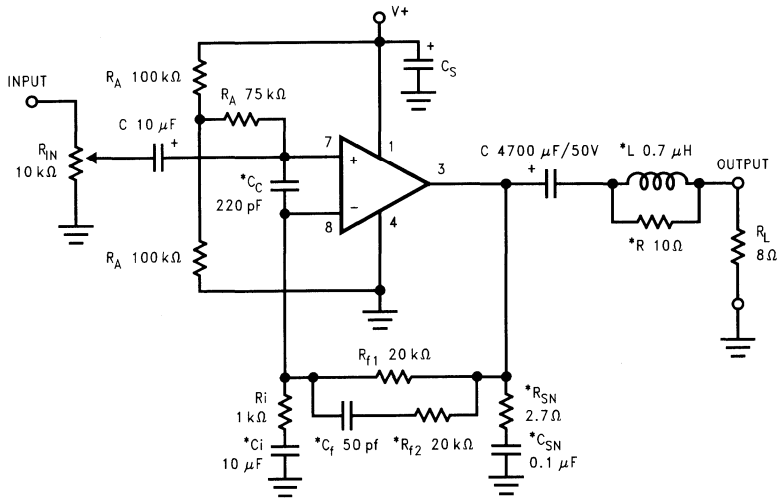 V+
+
C_S
INPUT
R_A 100 kΩ
R_A 75 kΩ
C 10 µF
+
R_IN
10 kΩ
7
1
+
3
*C_C
220 pF
−
8
4
C 4700 µF/50V
+
*L 0.7 µH
OUTPUT
*R 10Ω
R_L
8Ω
R_A 100 kΩ
R_f1 20 kΩ
Ri
1 kΩ
*Ci
10 µF
*C_f 50 pf
*R_f2 20 kΩ
*R_SN
2.7Ω
*C_SN
0.1 µF